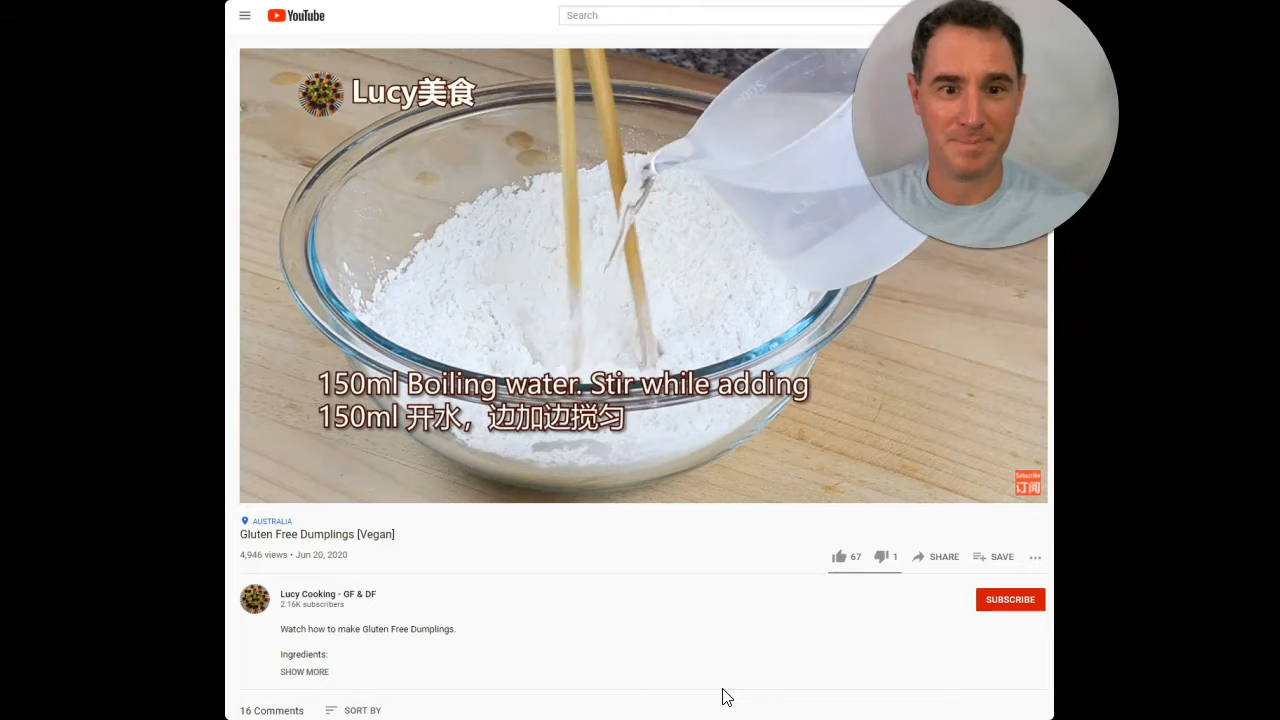 YouTube
Search
Lucy美食
150ml Boiling water. Stir while adding
150ml 开水，边加边搅匀
Subscribe
订阅
AUSTRALIA
Gluten Free Dumplings [Vegan]
4,946 views • Jun 20, 2020
67 1 SHARE SAVE
Lucy Cooking - GF & DF
2.16K subscribers
SUBSCRIBE
Watch how to make Gluten Free Dumplings.
Ingredients:
SHOW MORE
16 Comments SORT BY